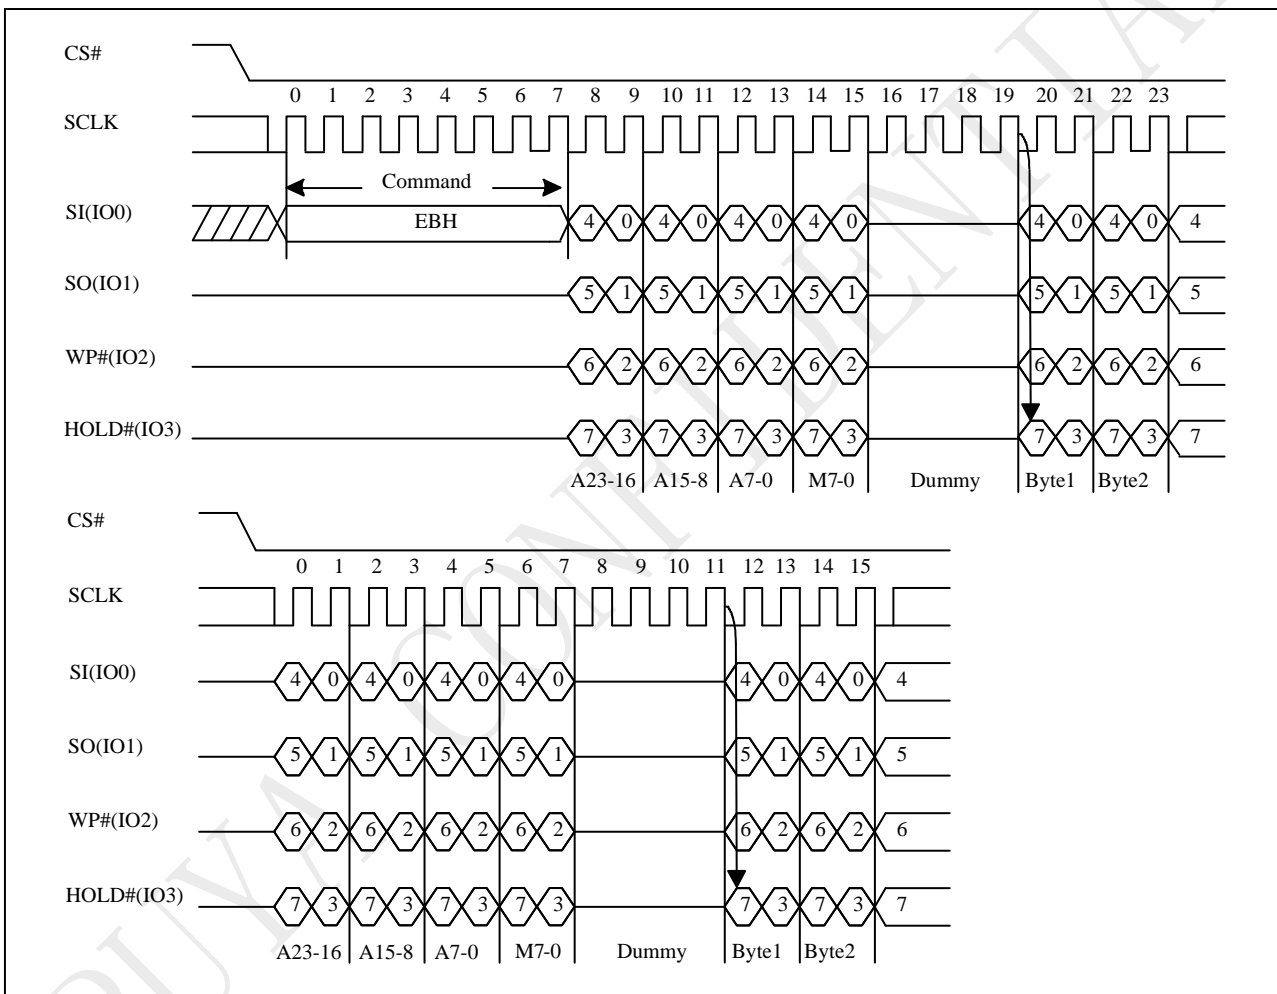 CS#
0 1 2 3 4 5 6 7 8 9 10 11 12 13 14 15 16 17 18 19 20 21 22 23
SCLK
Command
SI(IO0) EBH 4 0 4 0 4 0 4 0 4 0 4 0 4
SO(IO1) 5 1 5 1 5 1 5 1 5 1 5 1 5
WP#(IO2) 6 2 6 2 6 2 6 2 6 2 6 2 6
HOLD#(IO3) 7 3 7 3 7 3 7 3 7 3 7 3 7
A23-16 A15-8 A7-0 M7-0 Dummy Byte1 Byte2
CS#
0 1 2 3 4 5 6 7 8 9 10 11 12 13 14 15
SCLK
SI(IO0) 4 0 4 0 4 0 4 0 4 0 4 0 4
SO(IO1) 5 1 5 1 5 1 5 1 5 1 5 1 5
WP#(IO2) 6 2 6 2 6 2 6 2 6 2 6 2 6
HOLD#(IO3) 7 3 7 3 7 3 7 3 7 3 7 3 7
A23-16 A15-8 A7-0 M7-0 Dummy Byte1 Byte2
PUYA CONFIDENTIAL